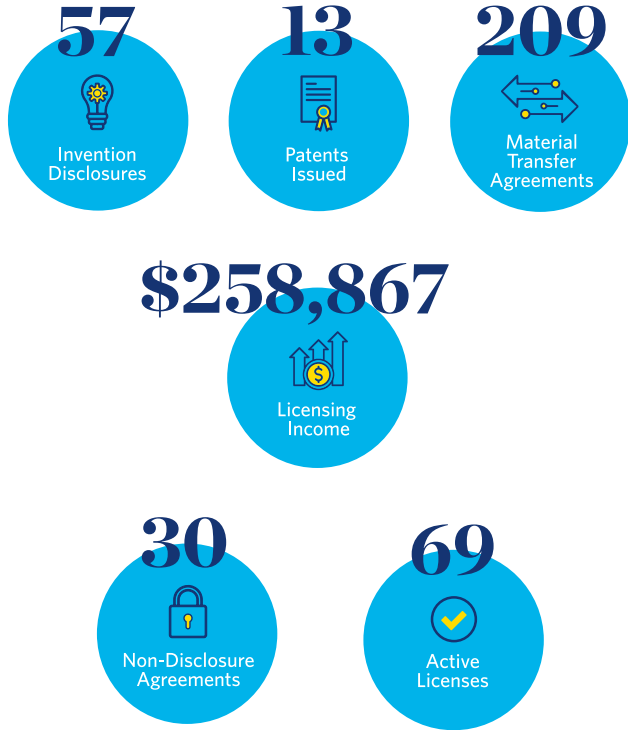 57
Invention
Disclosures
13
Patents
Issued
209
Material
Transfer
Agreements
$258,867
$
Licensing
Income
30
Non-Disclosure
Agreements
69
Active
Licenses